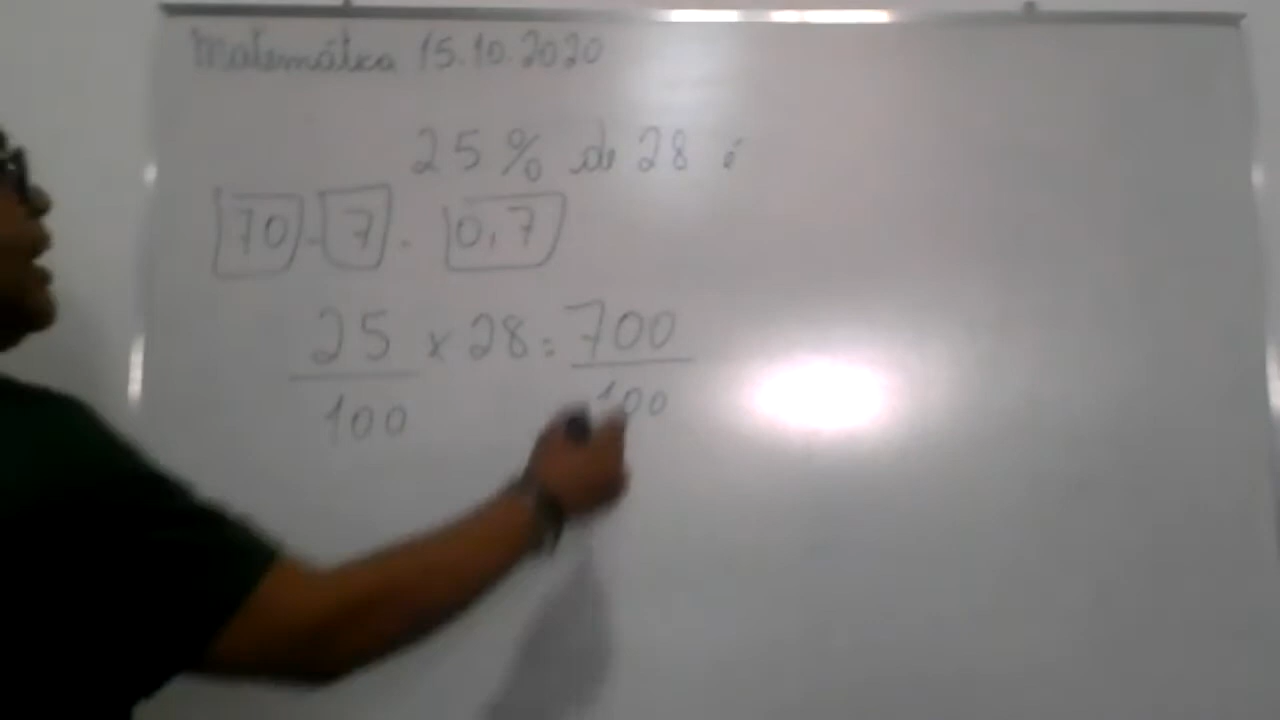 Matemática 15.10.2020
25% de 28 é
70 . 7 . 0,7
25 x 28 = 700
100 100